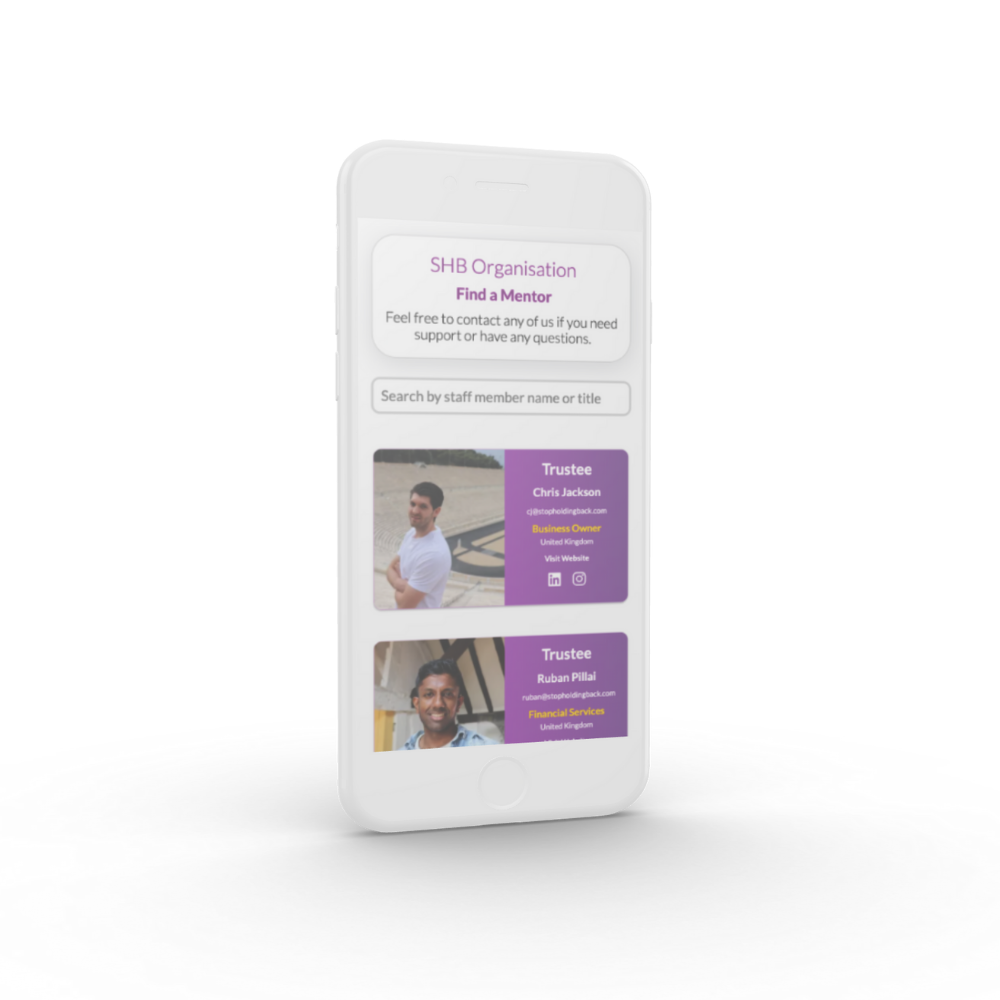 SHB Organisation
Find a Mentor
Feel free to contact any of us if you need
support or have any questions.
Search by staff member name or title
Trustee
Chris Jackson
cj@stopholdingback.com
Business Owner
United Kingdom
Visit Website
in
Trustee
Ruban Pillai
ruban@stopholdingback.com
Financial Services
United Kingdom